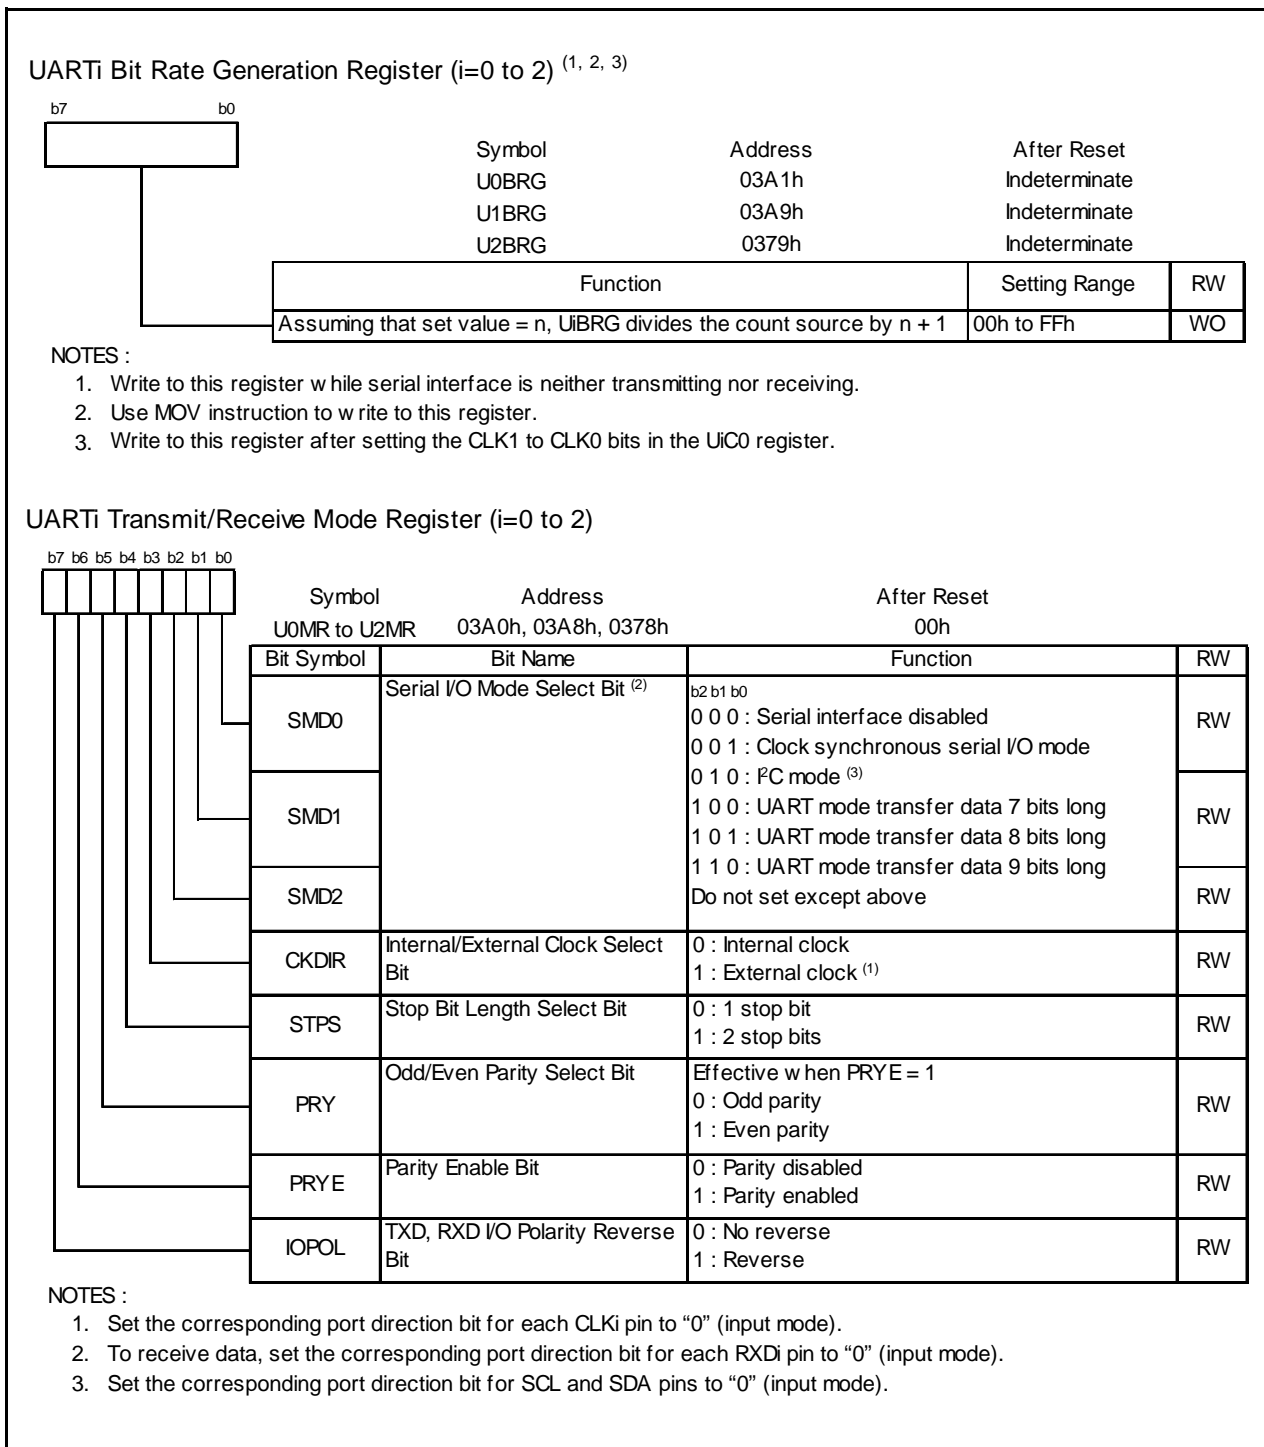 UARTi Bit Rate Generation Register (i=0 to 2) (1, 2, 3)
b7 b0
Symbol Address After Reset
U0BRG 03A1h Indeterminate
U1BRG 03A9h Indeterminate
U2BRG 0379h Indeterminate
Function Setting Range RW
Assuming that set value = n, UiBRG divides the count source by n + 1 00h to FFh WO
NOTES :
1. Write to this register while serial interface is neither transmitting nor receiving.
2. Use MOV instruction to write to this register.
3. Write to this register after setting the CLK1 to CLK0 bits in the UiC0 register.
UARTi Transmit/Receive Mode Register (i=0 to 2)
b7 b6 b5 b4 b3 b2 b1 b0
Symbol Address After Reset
U0MR to U2MR 03A0h, 03A8h, 0378h 00h
Bit Symbol Bit Name Function RW
SMD0 Serial I/O Mode Select Bit (2) RW
b2 b1 b0
0 0 0 : Serial interface disabled
0 0 1 : Clock synchronous serial I/O mode
0 1 0 : I²C mode (3)
SMD1 RW
1 0 0 : UART mode transfer data 7 bits long
1 0 1 : UART mode transfer data 8 bits long
1 1 0 : UART mode transfer data 9 bits long
SMD2 Do not set except above RW
CKDIR Internal/External Clock Select Bit RW
0 : Internal clock
1 : External clock (1)
STPS Stop Bit Length Select Bit RW
0 : 1 stop bit
1 : 2 stop bits
PRY Odd/Even Parity Select Bit RW
Effective when PRYE = 1
0 : Odd parity
1 : Even parity
PRYE Parity Enable Bit RW
0 : Parity disabled
1 : Parity enabled
IOPOL TXD, RXD I/O Polarity Reverse Bit RW
0 : No reverse
1 : Reverse
NOTES :
1. Set the corresponding port direction bit for each CLKi pin to “0” (input mode).
2. To receive data, set the corresponding port direction bit for each RXDi pin to “0” (input mode).
3. Set the corresponding port direction bit for SCL and SDA pins to “0” (input mode).